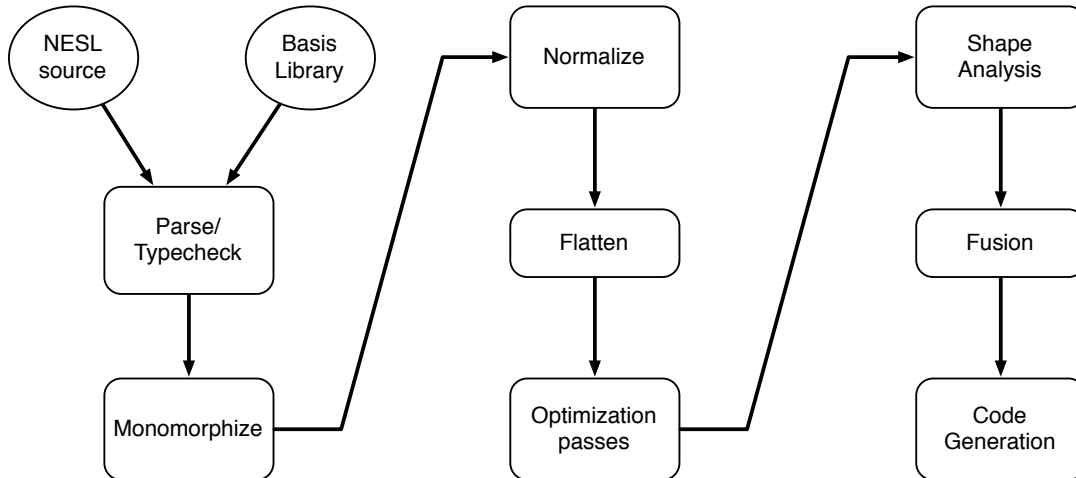 NESL
source
Basis
Library
Parse/
Typecheck
Monomorphize
Normalize
Flatten
Optimization
passes
Shape
Analysis
Fusion
Code
Generation